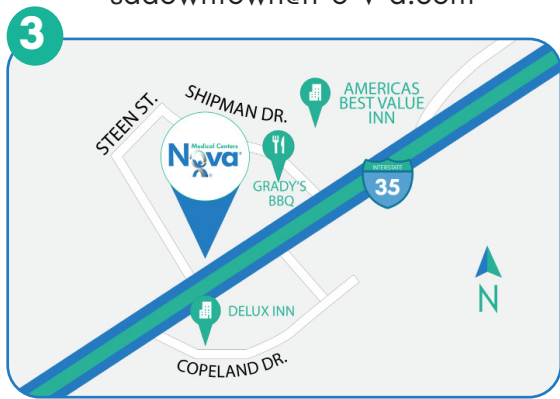 3
STEEN ST.
SHIPMAN DR.
AMERICAS
BEST VALUE
INN
Medical Centers
Nova
GRADY'S
BBQ
INTERSTATE
35
DELUX INN
N
COPELAND DR.